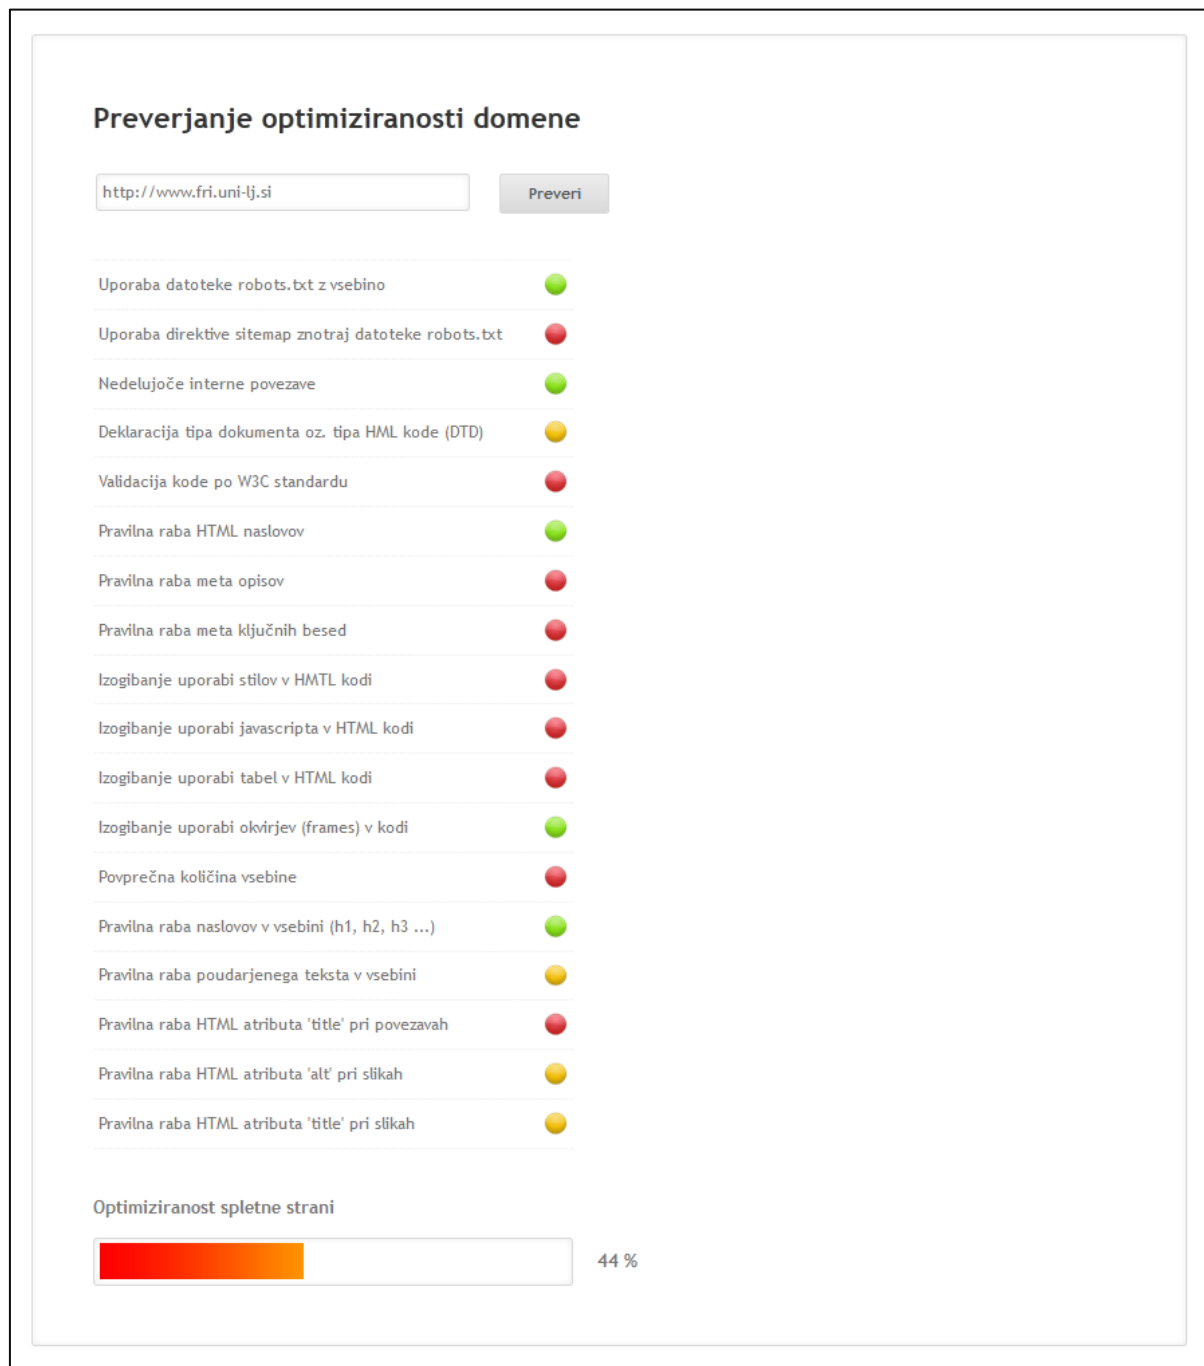 Preverjanje optimiziranosti domene
http://www.fri.uni-lj.si Preveri
Uporaba datoteke robots.txt z vsebino
Uporaba direktive sitemap znotraj datoteke robots.txt
Nedelujoče interne povezave
Deklaracija tipa dokumenta oz. tipa HML kode (DTD)
Validacija kode po W3C standardu
Pravilna raba HTML naslovov
Pravilna raba meta opisov
Pravilna raba meta ključnih besed
Izogibanje uporabi stilov v HMTL kodi
Izogibanje uporabi javascripta v HTML kodi
Izogibanje uporabi tabel v HTML kodi
Izogibanje uporabi okvirjev (frames) v kodi
Povprečna količina vsebine
Pravilna raba naslovov v vsebini (h1, h2, h3 ...)
Pravilna raba poudarjenega teksta v vsebini
Pravilna raba HTML atributa 'title' pri povezavah
Pravilna raba HTML atributa 'alt' pri slikah
Pravilna raba HTML atributa 'title' pri slikah
Optimiziranost spletne strani
44 %